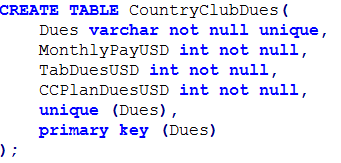 CREATE TABLE CountryClubDues(
    Dues varchar not null unique,
    MonthlyPayUSD int not null,
    TabDuesUSD int not null,
    CCPlanDuesUSD int not null,
    unique (Dues),
    primary key (Dues)
);